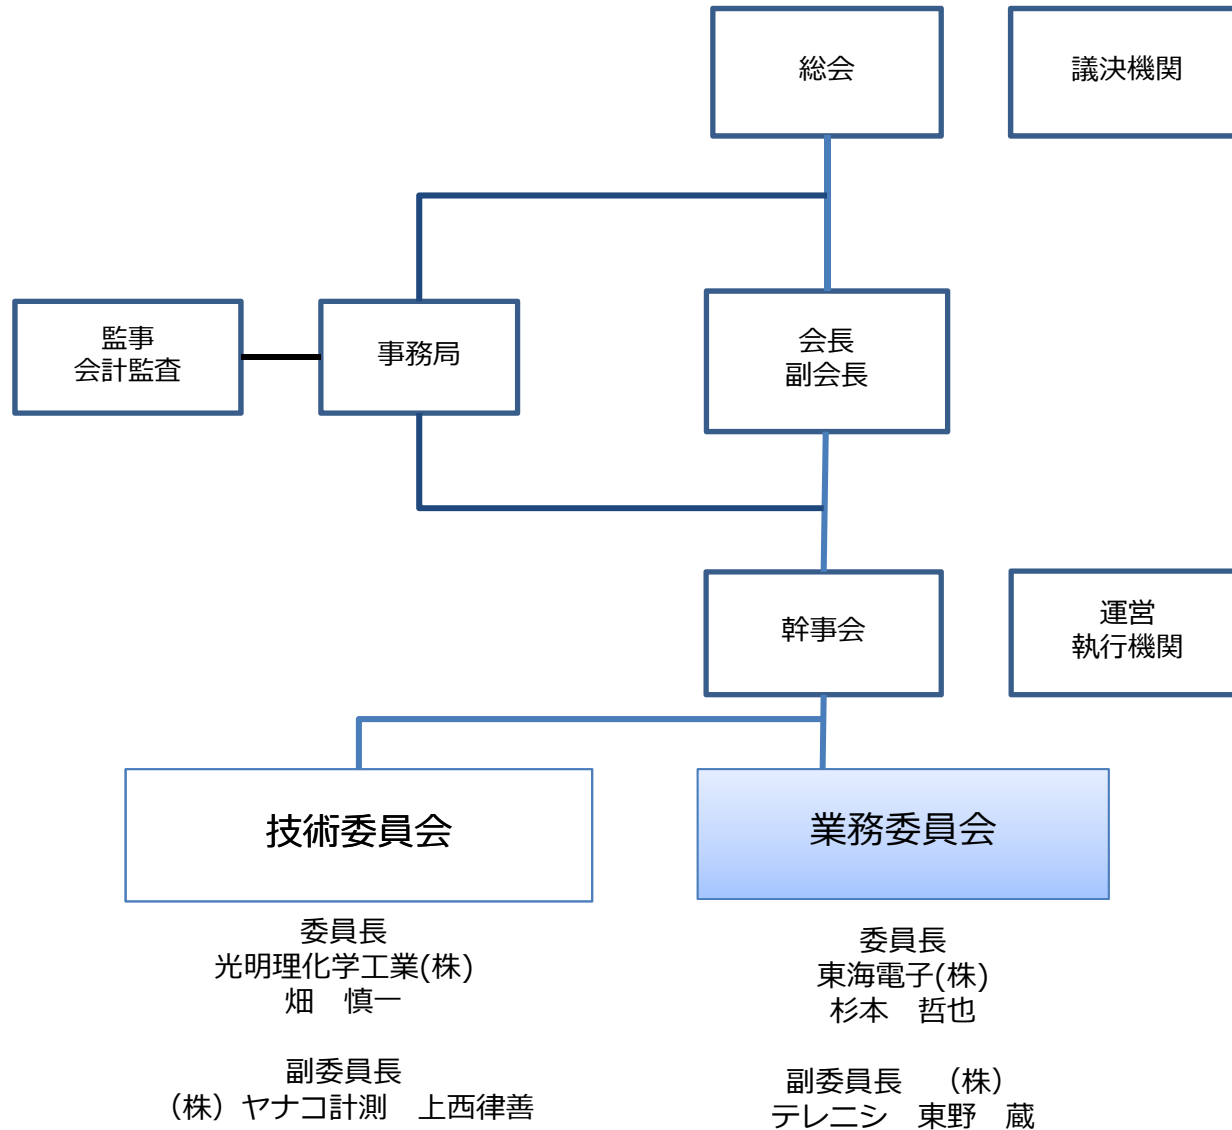 総会
議決機関
監事
会計監査
事務局
会長
副会長
幹事会
運営
執行機関
技術委員会
業務委員会
委員長
光明理化学工業(株)
畑　慎一
副委員長
（株）ヤナコ計測　上西律善
委員長
東海電子(株)
杉本　哲也
副委員長　（株）
テレニシ　東野　蔵